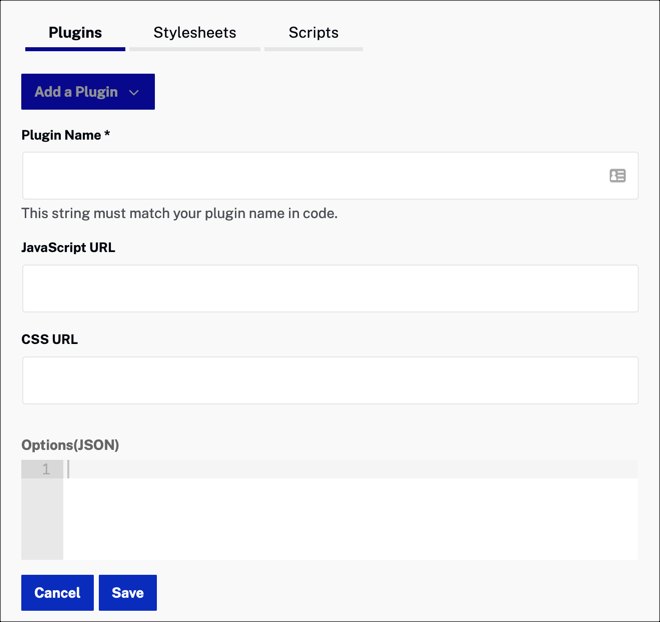 Plugins Stylesheets Scripts
Add a Plugin
Plugin Name *
This string must match your plugin name in code.
JavaScript URL
CSS URL
Options(JSON)
1
Cancel Save